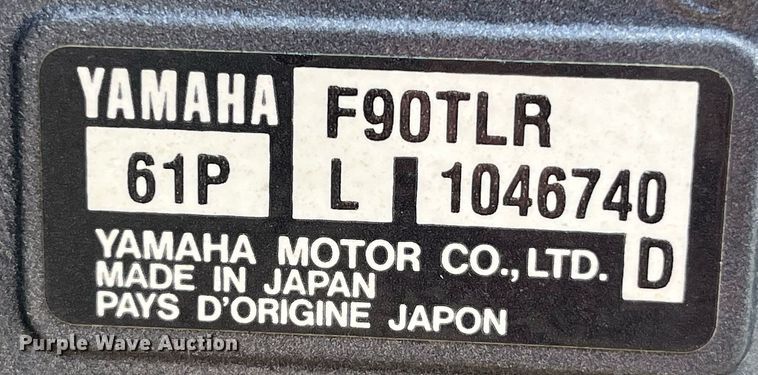 YAMAHA F90TLR
61P L 1046740
YAMAHA MOTOR CO., LTD. D
MADE IN JAPAN
PAYS D'ORIGINE JAPON
Purple Wave Auction